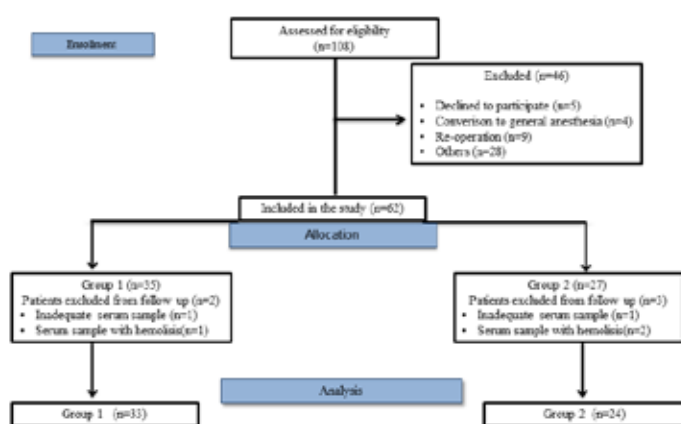 Assessed for eligibility
(n=108)
Enrolment
Excluded (n=46)
• Declined to participate (n=5)
• Converison to general anesthesia (n=4)
• Re-operation (n=9)
• Others (n=28)
Included in the study (n=62)
Allocation
Group 1 (n=35)
Patients excluded from follow up (n=2)
• Inadequate serum sample (n=1)
• Serum sample with hemolisis(n=1)
Group 2 (n=27)
Patients excluded from follow up (n=3)
• Inadequate serum sample (n=1)
• Serum sample with hemolisis(n=2)
Analysis
Group 1 (n=33)
Group 2 (n=24)